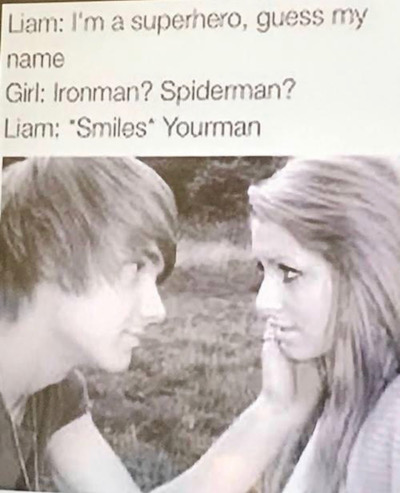 Liam: I'm a superhero, guess my
name
Girl: Ironman? Spiderman?
Liam: *Smiles* Yourman